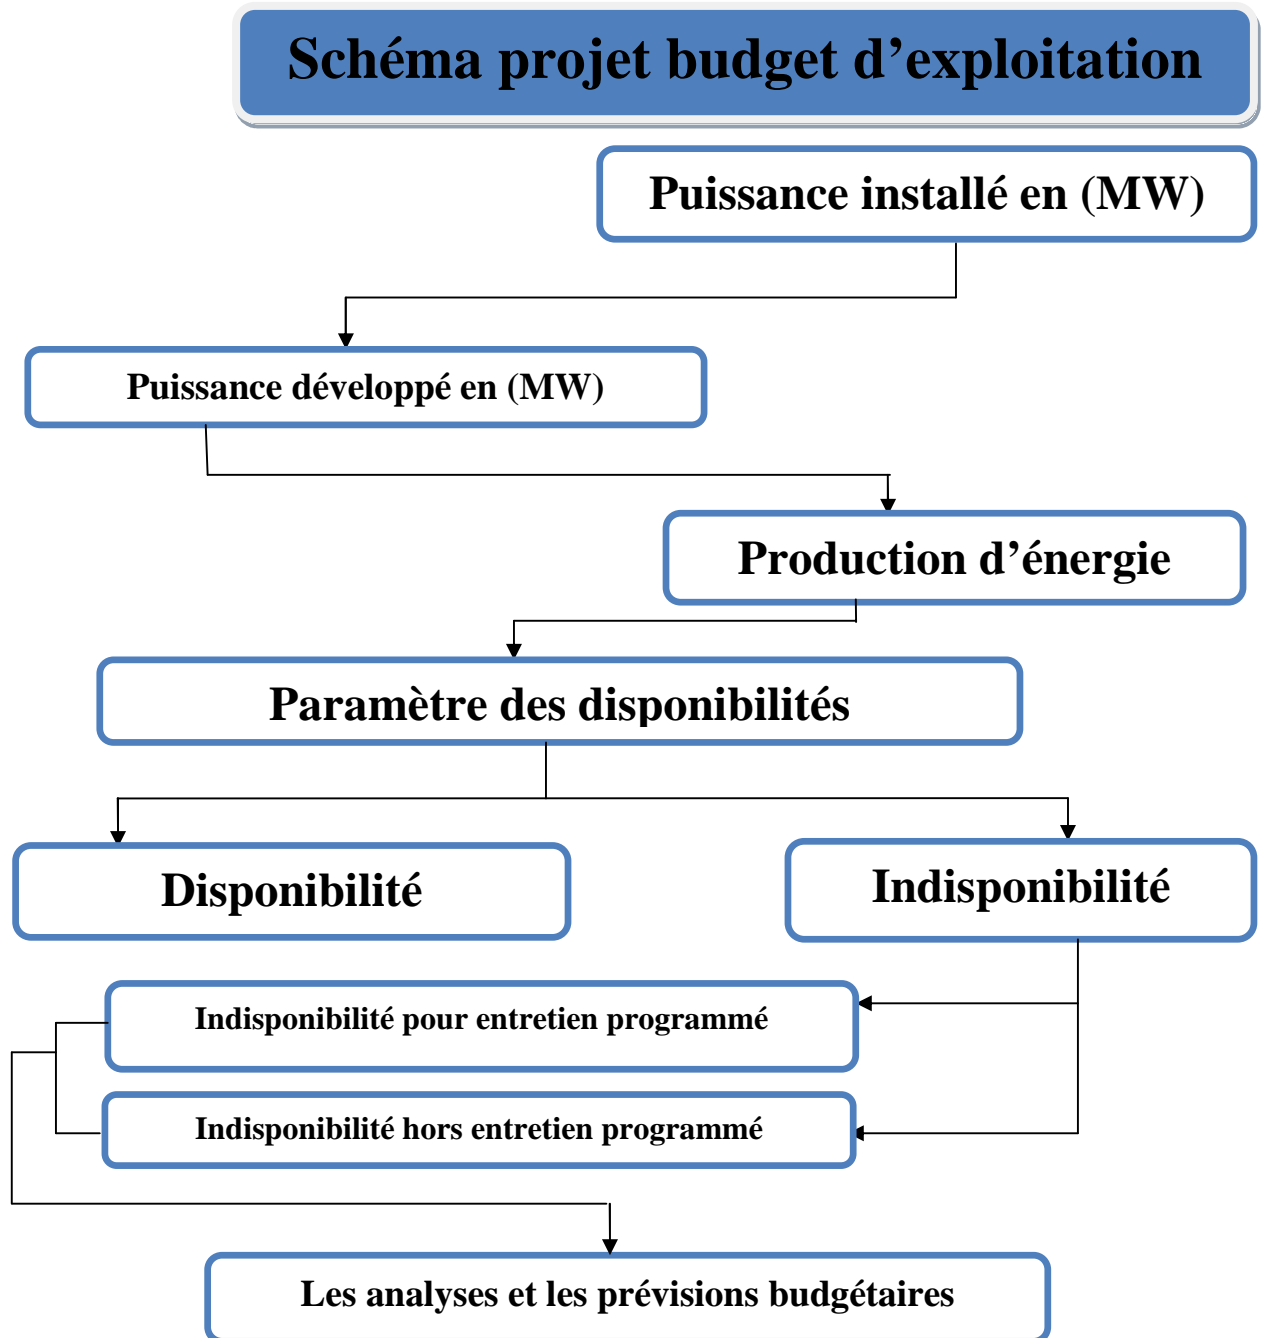 Schéma projet budget d’exploitation
Puissance installé en (MW)
Puissance développé en (MW)
Production d’énergie
Paramètre des disponibilités
Disponibilité
Indisponibilité
Indisponibilité pour entretien programmé
Indisponibilité hors entretien programmé
Les analyses et les prévisions budgétaires